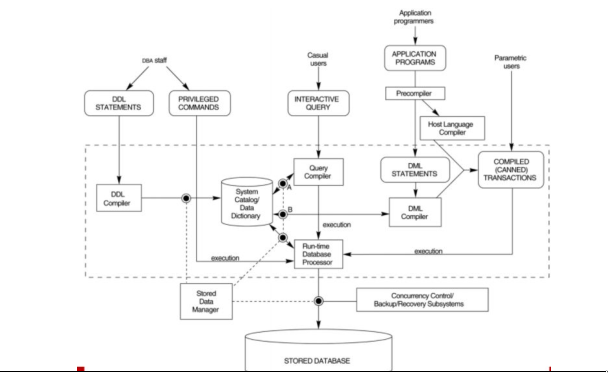 Application
programmers
DBA staff
Casual
users
APPLICATION
PROGRAMS
Parametric
users
DDL
STATEMENTS
PRIVILEGED
COMMANDS
INTERACTIVE
QUERY
Precompiler
Host Language
Compiler
Query
Compiler
DML
STATEMENTS
COMPILED
(CANNED)
TRANSACTIONS
DDL
Compiler
System
Catalog/
Data
Dictionary
A
B
DML
Compiler
execution
execution
Run-time
Database
Processor
execution
Stored
Data
Manager
Concurrency Control/
Backup/Recovery Subsystems
STORED DATABASE